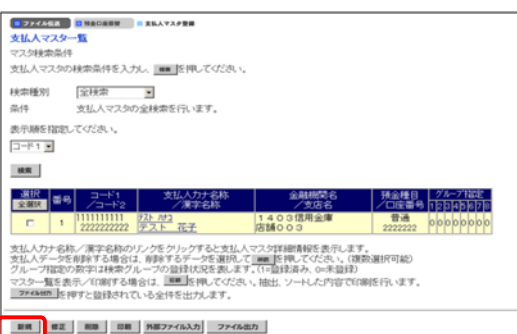 ファイル伝送 預金口座振替 支払人マスタ登録
支払人マスター覧
マスタ検索条件
支払人マスタの検索条件を入力し、 検索 を押してください。
検索種別 全検索
条件 支払人マスタの全検索を行います。
表示順を指定してください。
コード1
検索
選択 番号 コード1 支払人カナ名称 金融機関名 預金種目 グループ指定
全選択 /コード2 /漢字名称 /支店名 /口座番号 1 2 3 4 5 6 7 8
1 1111111111 テスト ハナコ 1403信用金庫 普通 0 0 0 0 0 0 0 0
2222222222 テスト 花子 店舗003 2222222
支払人カナ名称/漢字名称のリンクをクリックすると支払人マスタ詳細情報を表示します。
支払人データを削除する場合は、削除するデータを選択して 削除 を押してください。(複数選択可能)
グループ指定の数字は検索グループの登録状況を表します。(1=登録済み、0=未登録)
マスター覧を表示/印刷する場合は、 印刷 を押してください。抽出、ソートした内容で印刷を行います。
ファイル出力 を押すと登録されている全件を出力します。
新規 修正 削除 印刷 外部ファイル入力 ファイル出力